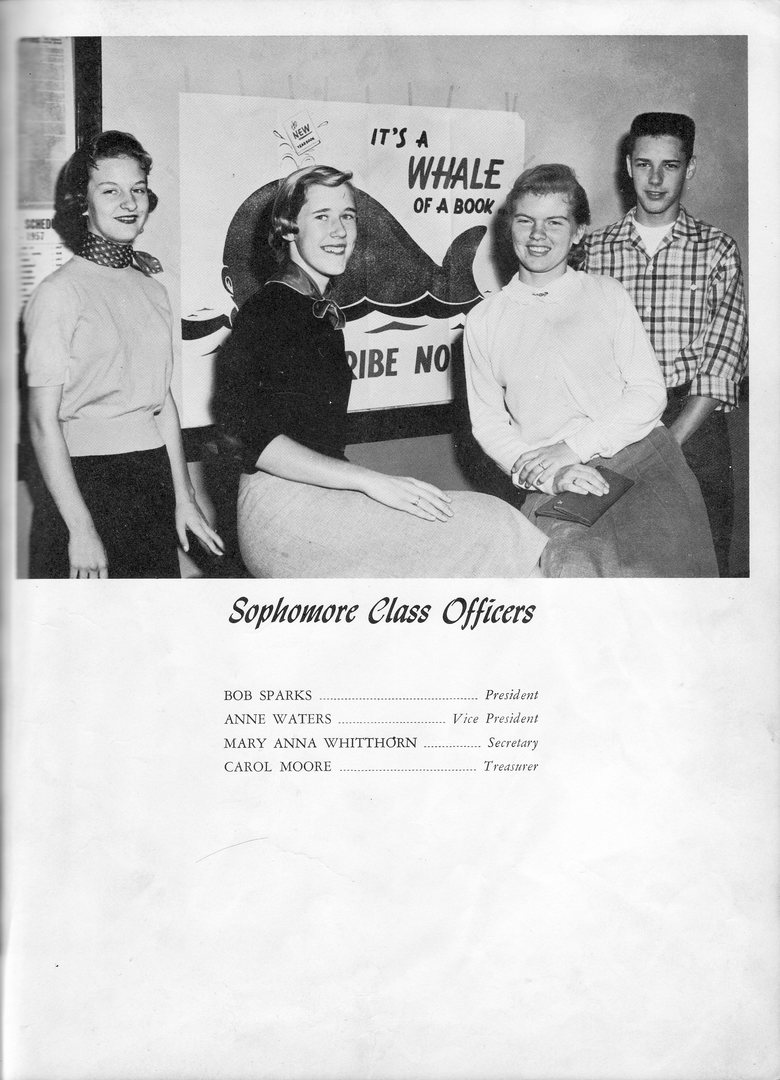 SCHED
1957
NEW
YEARBOOK
IT'S A
WHALE
OF A BOOK
RIBE NO
Sophomore Class Officers
BOB SPARKS President
ANNE WATERS Vice President
MARY ANNA WHITTHORN Secretary
CAROL MOORE Treasurer